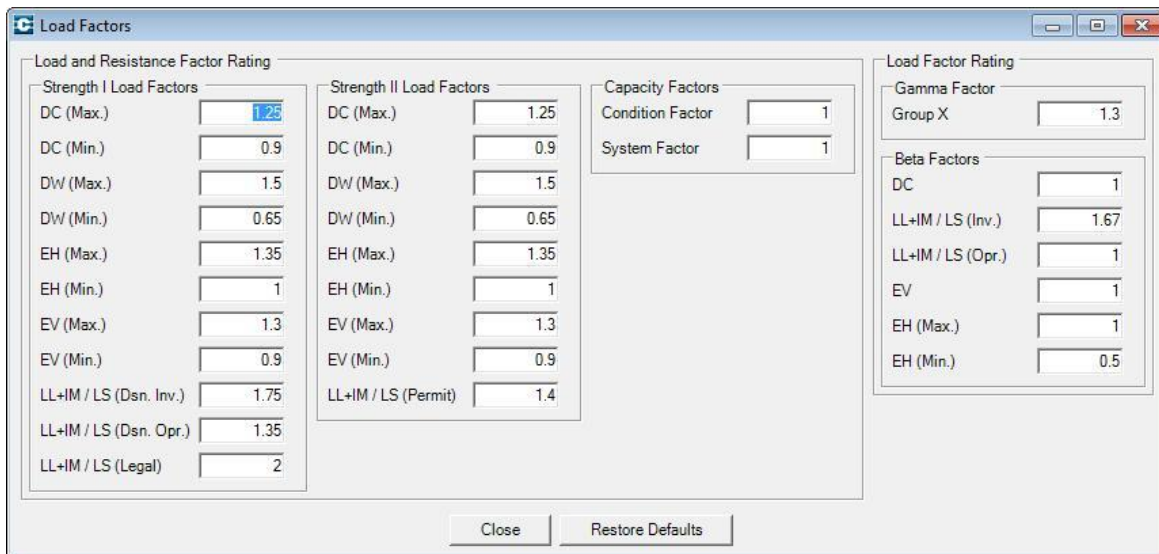 Load Factors
Load and Resistance Factor Rating
Strength I Load Factors
DC (Max.) 1.25
DC (Min.) 0.9
DW (Max.) 1.5
DW (Min.) 0.65
EH (Max.) 1.35
EH (Min.) 1
EV (Max.) 1.3
EV (Min.) 0.9
LL+IM / LS (Dsn. Inv.) 1.75
LL+IM / LS (Dsn. Opr.) 1.35
LL+IM / LS (Legal) 2
Strength II Load Factors
DC (Max.) 1.25
DC (Min.) 0.9
DW (Max.) 1.5
DW (Min.) 0.65
EH (Max.) 1.35
EH (Min.) 1
EV (Max.) 1.3
EV (Min.) 0.9
LL+IM / LS (Permit) 1.4
Capacity Factors
Condition Factor 1
System Factor 1
Load Factor Rating
Gamma Factor
Group X 1.3
Beta Factors
DC 1
LL+IM / LS (Inv.) 1.67
LL+IM / LS (Opr.) 1
EV 1
EH (Max.) 1
EH (Min.) 0.5
Close
Restore Defaults